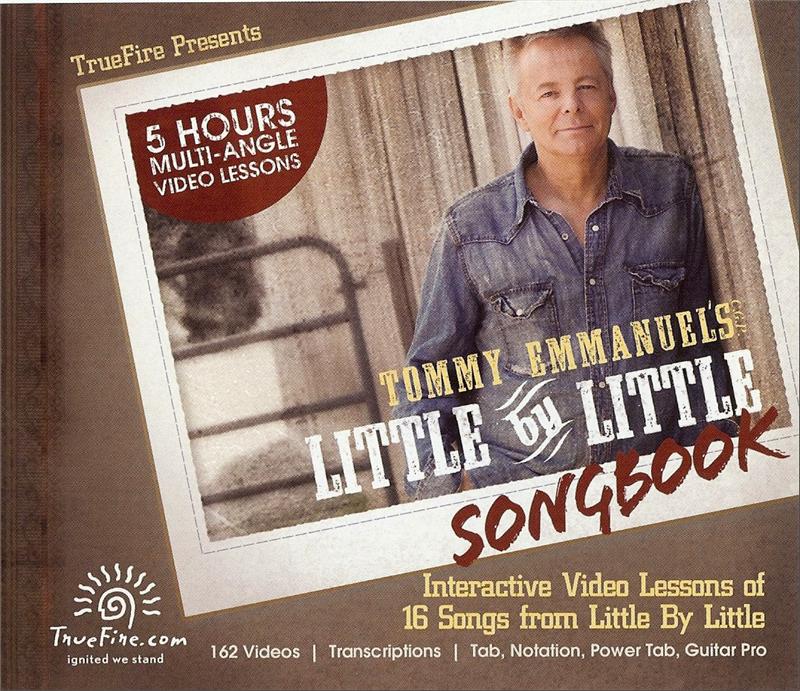 TrueFire Presents
5 HOURS
MULTI-ANGLE
VIDEO LESSONS
TOMMY EMMANUEL'S C.G.P.
LITTLE by LITTLE
SONGBOOK
Interactive Video Lessons of
16 Songs from Little By Little
TrueFire.com
ignited we stand
162 Videos | Transcriptions | Tab, Notation, Power Tab, Guitar Pro